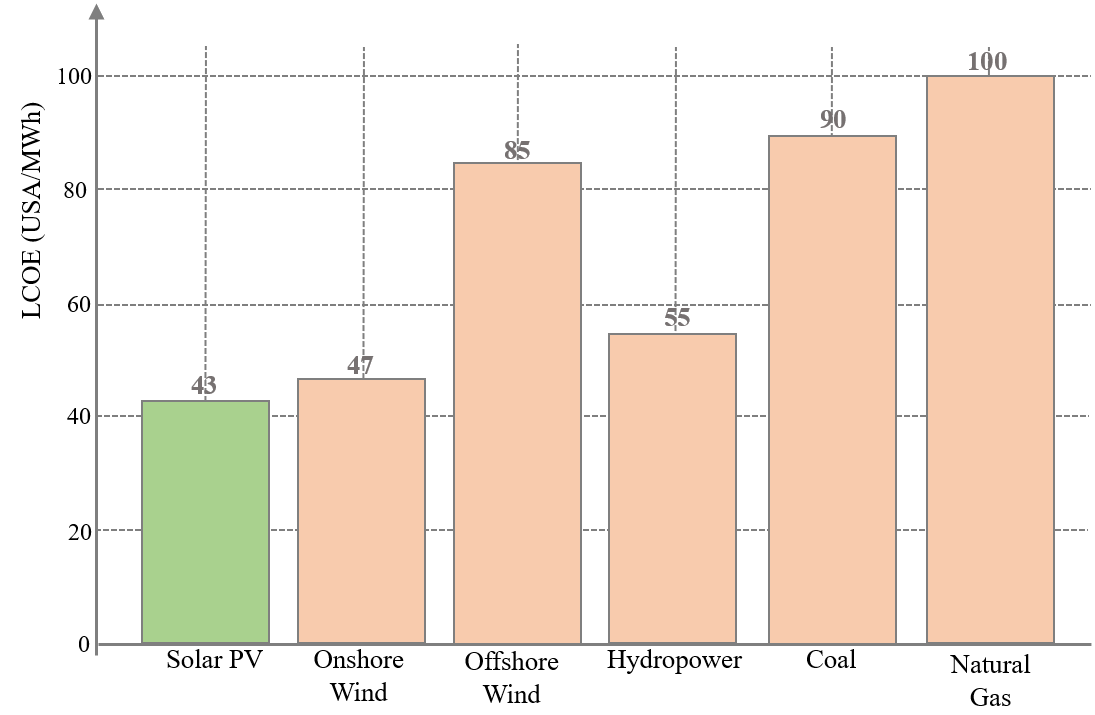 LCOE (USA/MWh)
100
80
60
40
20
0
43
47
85
55
90
100
Solar PV
Onshore
Wind
Offshore
Wind
Hydropower
Coal
Natural
Gas